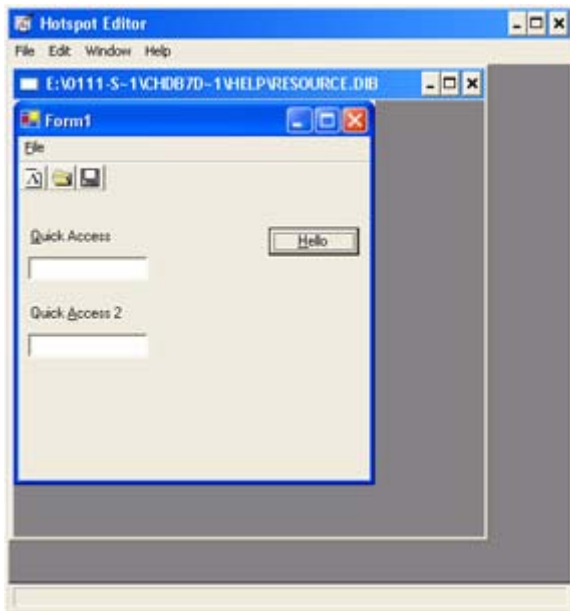 Hotspot Editor
File Edit Window Help
E:\0111-S~1\CHDB7D~1\HELP\RESOURCE.DIB
Form1
File
A
Quick Access
Hello
Quick Access 2